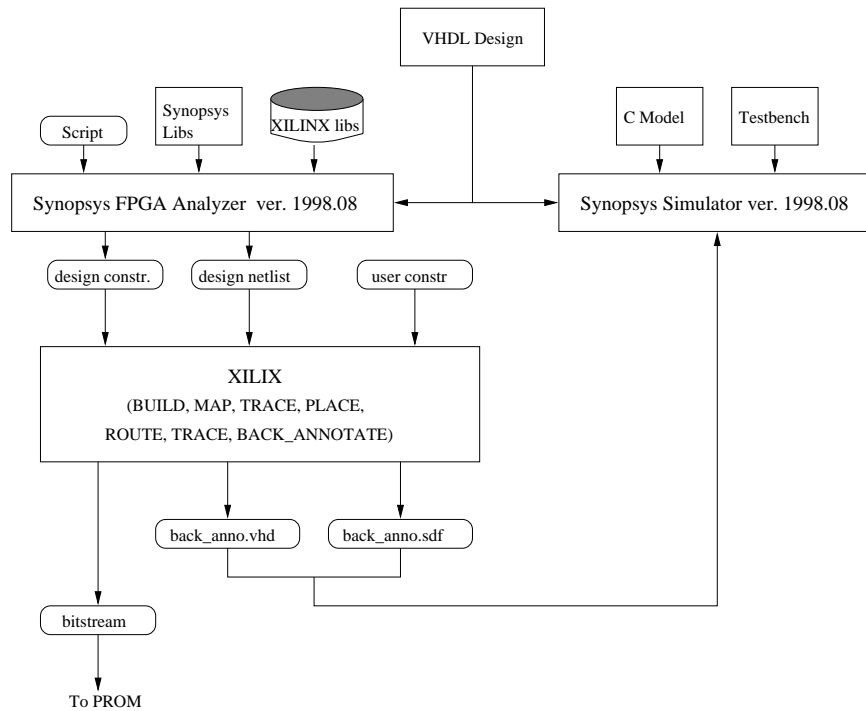 VHDL Design
Script
Synopsys
Libs
XILINX libs
C Model
Testbench
Synopsys FPGA Analyzer ver. 1998.08
Synopsys Simulator ver. 1998.08
design constr.
design netlist
user constr
XILIX
(BUILD, MAP, TRACE, PLACE,
ROUTE, TRACE, BACK_ANNOTATE)
back_anno.vhd
back_anno.sdf
bitstream
To PROM